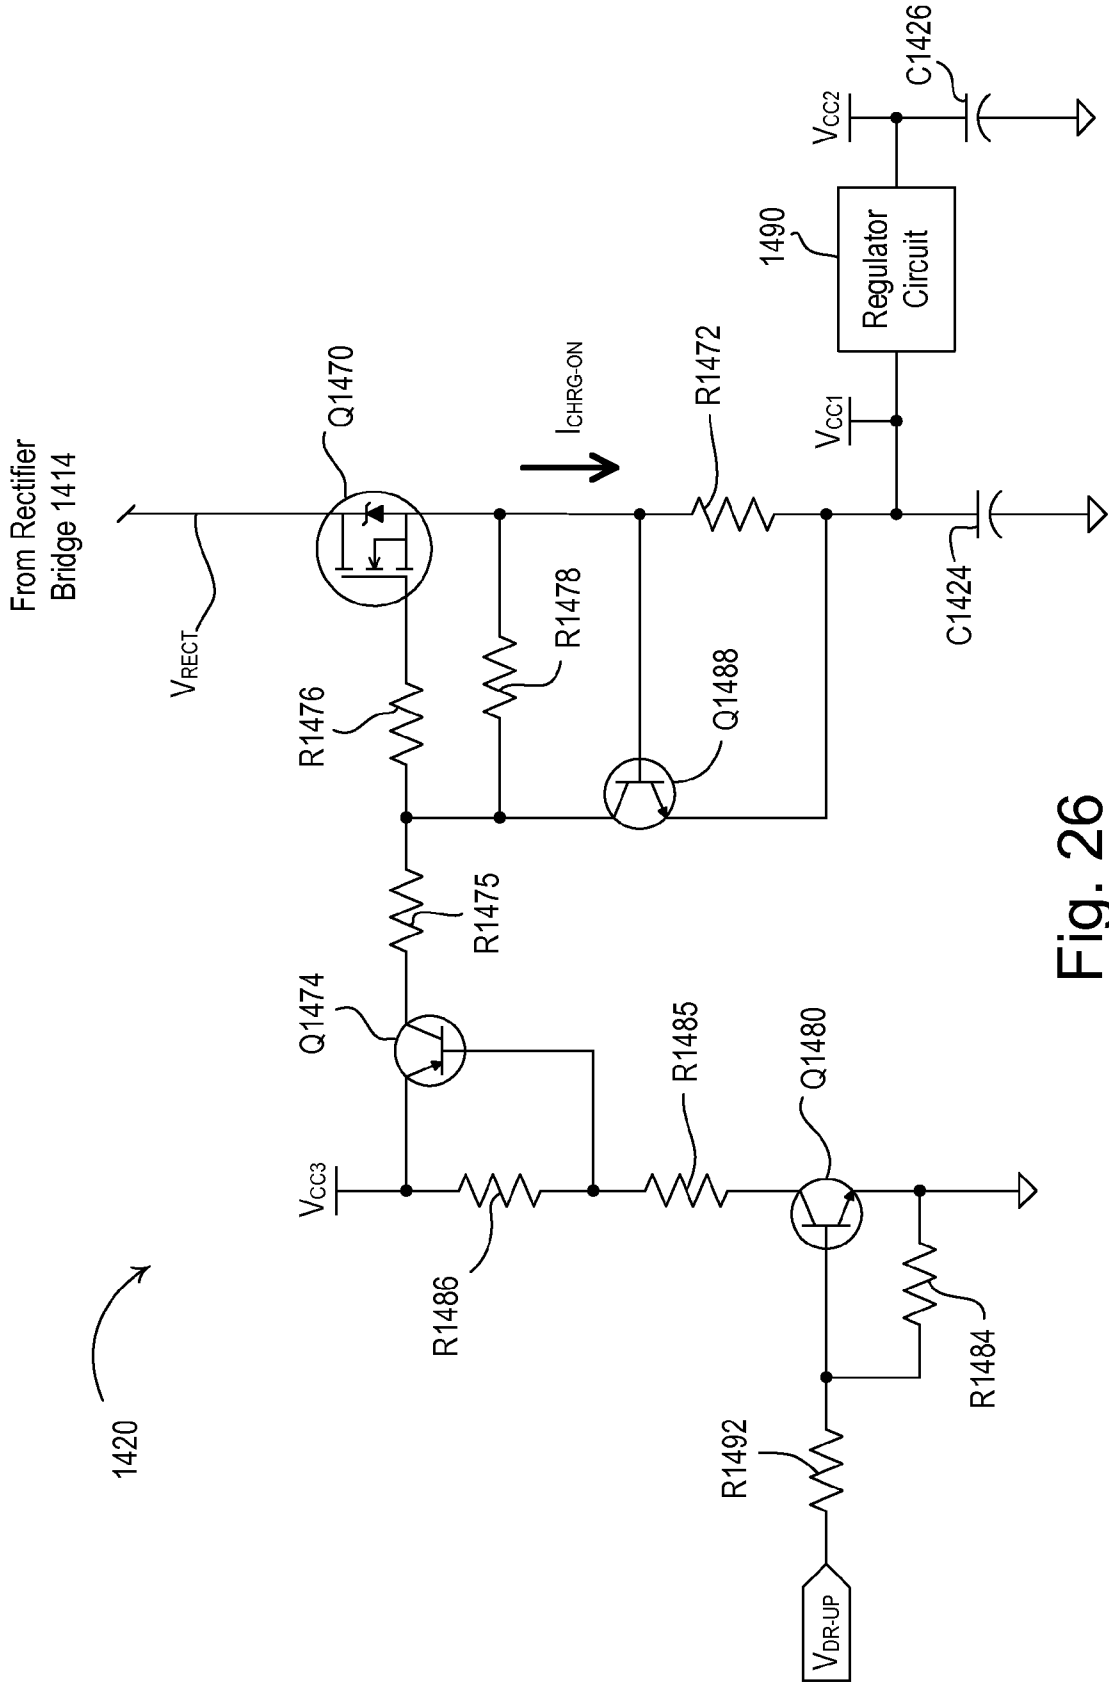 From Rectifier
Bridge 1414
VRECT
Q1470
R1476
R1478
ICHRG-ON
R1472
Q1488
R1475
Q1474
VCC3
R1486
R1485
Q1480
R1484
R1492
VDR-UP
1420
C1424
VCC1
1490
Regulator
Circuit
VCC2
C1426
Fig. 26